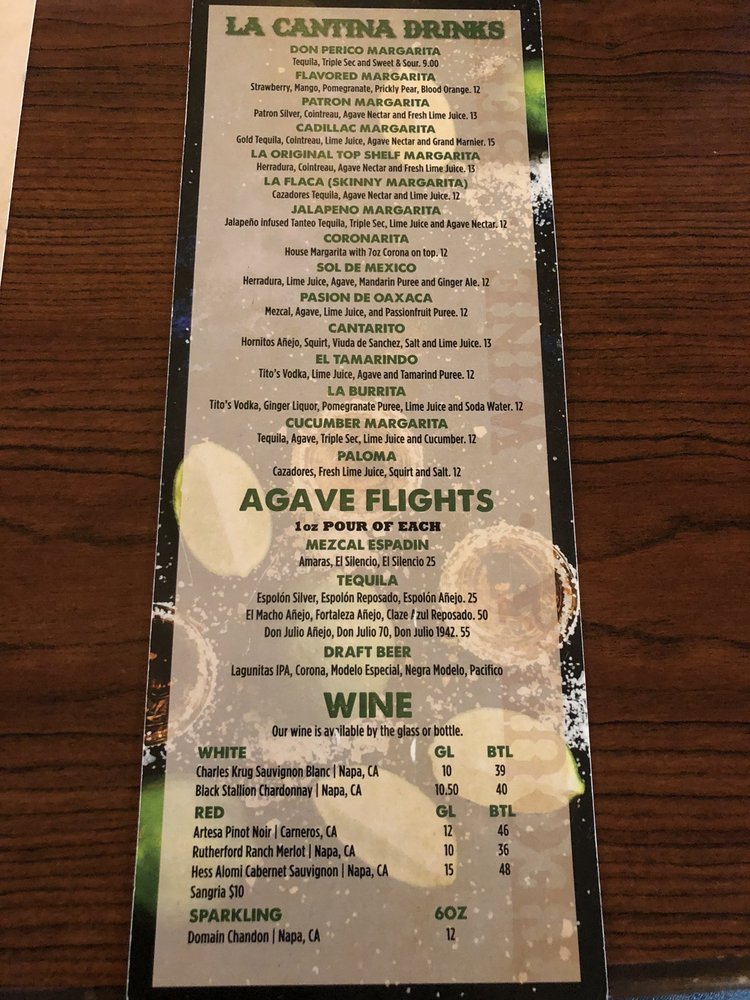 LA CANTINA DRINKS
DON PERICO MARGARITA
Tequila, Triple Sec and Sweet & Sour. 9.00
FLAVORED MARGARITA
Strawberry, Mango, Pomegranate, Prickly Pear, Blood Orange. 12
PATRON MARGARITA
Patron Silver, Cointreau, Agave Nectar and Fresh Lime Juice. 13
CADILLAC MARGARITA
Gold Tequila, Cointreau, Lime Juice, Agave Nectar and Grand Marnier. 15
LA ORIGINAL TOP SHELF MARGARITA
Herradura, Cointreau, Agave Nectar and Fresh Lime Juice. 13
LA FLACA (SKINNY MARGARITA)
Cazadores Tequila, Agave Nectar and Lime Juice. 12
JALAPENO MARGARITA
Jalapeño infused Tanteo Tequila, Triple Sec, Lime Juice and Agave Nectar. 12
CORONARITA
House Margarita with 7oz Corona on top. 12
SOL DE MEXICO
Herradura, Lime Juice, Agave, Mandarin Puree and Ginger Ale. 12
PASION DE OAXACA
Mezcal, Agave, Lime Juice, and Passionfruit Puree. 12
CANTARITO
Hornitos Añejo, Squirt, Viuda de Sanchez, Salt and Lime Juice. 13
EL TAMARINDO
Tito's Vodka, Lime Juice, Agave and Tamarind Puree. 12
LA BURRITA
Tito's Vodka, Ginger Liquor, Pomegranate Puree, Lime Juice and Soda Water. 12
CUCUMBER MARGARITA
Tequila, Agave, Triple Sec, Lime Juice and Cucumber. 12
PALOMA
Cazadores, Fresh Lime Juice, Squirt and Salt. 12
AGAVE FLIGHTS
1oz POUR OF EACH
MEZCAL ESPADIN
Amaras, El Silencio, El Silencio 25
TEQUILA
Espolón Silver, Espolón Reposado, Espolón Añejo. 25
El Macho Añejo, Fortaleza Añejo, Claze Azul Reposado. 50
Don Julio Añejo, Don Julio 70, Don Julio 1942. 55
DRAFT BEER
Lagunitas IPA, Corona, Modelo Especial, Negra Modelo, Pacifico
WINE
Our wine is available by the glass or bottle.
WHITE GL BTL
Charles Krug Sauvignon Blanc | Napa, CA 10 39
Black Stallion Chardonnay | Napa, CA 10.50 40
RED GL BTL
Artesa Pinot Noir | Carneros, CA 12 46
Rutherford Ranch Merlot | Napa, CA 10 36
Hess Alomi Cabernet Sauvignon | Napa, CA 15 48
Sangria $10
SPARKLING 6OZ
Domain Chandon | Napa, CA 12